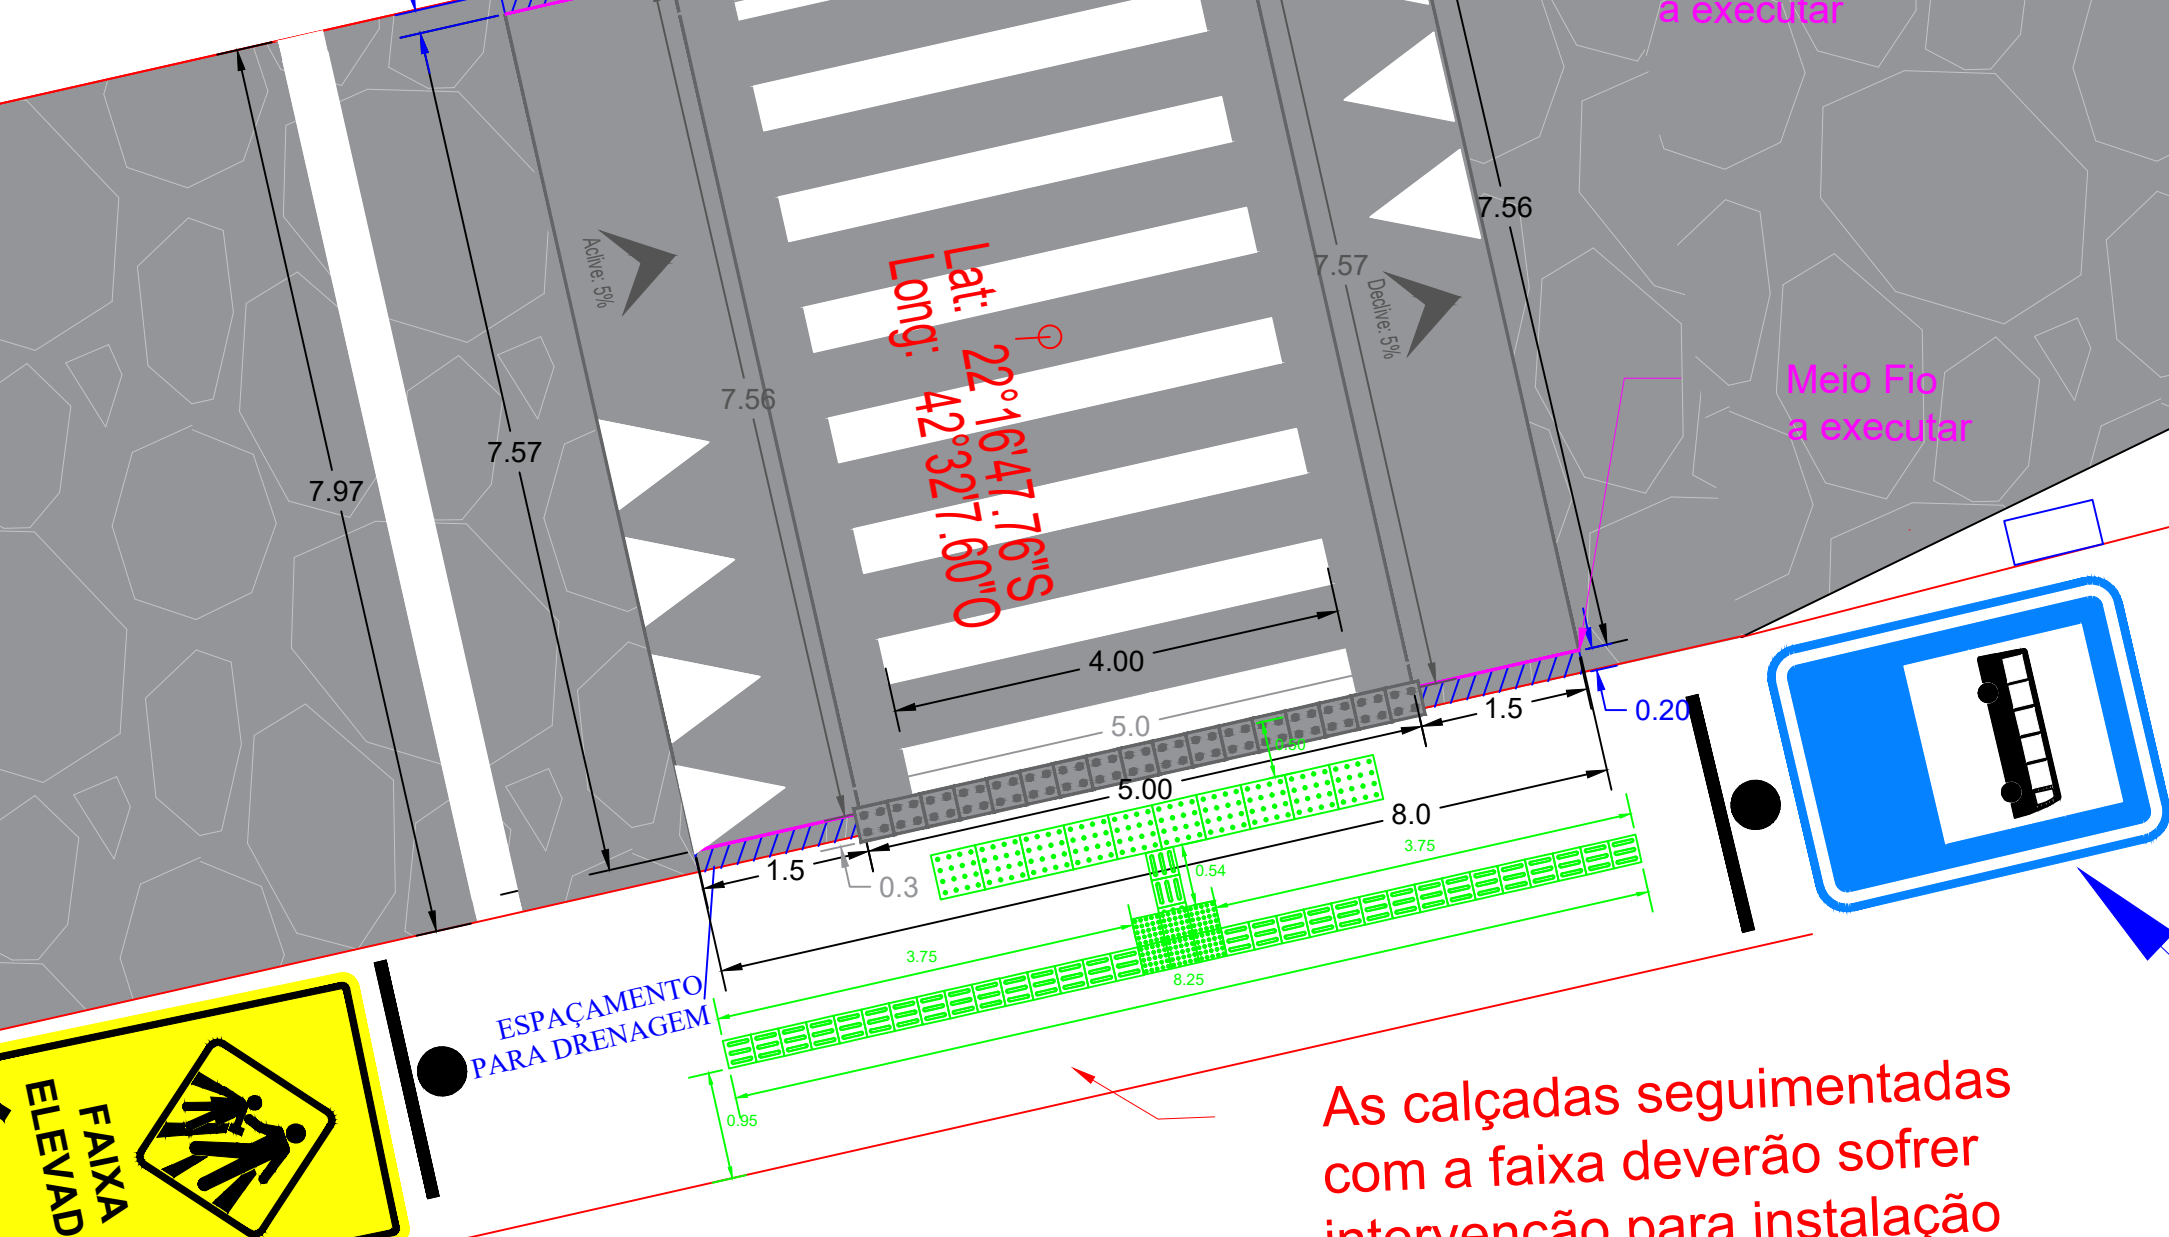 a executar
7.56
7.57
Aclive: 5%
Declive: 5%
Lat: 22°16'47.76"S
Long: 42°32'7.60"O
Meio Fio
a executar
7.56
7.57
7.97
4.00
5.0
0.50
5.00
1.5
0.20
8.0
3.75
1.5
0.3
0.54
3.75
8.25
ESPAÇAMENTO
PARA DRENAGEM
0.95
FAIXA
ELEVAD
As calçadas seguimentadas
com a faixa deverão sofrer
intervenção para instalação